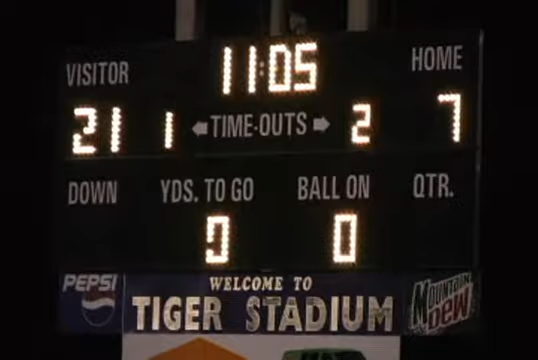 11:05
VISITOR HOME
21 1 TIME-OUTS 2 7
DOWN YDS. TO GO BALL ON QTR.
0 0
PEPSI WELCOME TO MOUNTAIN
TIGER STADIUM DEW